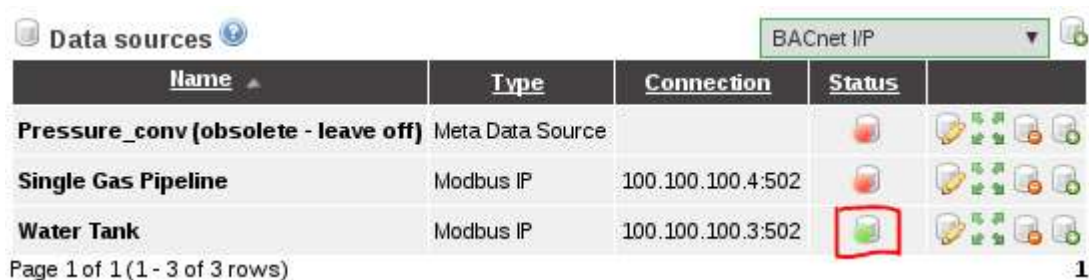 Data sources
BACnet I/P
Name Type Connection Status
Pressure_conv (obsolete - leave off) Meta Data Source
Single Gas Pipeline Modbus IP 100.100.100.4:502
Water Tank Modbus IP 100.100.100.3:502
Page 1 of 1 (1 - 3 of 3 rows) 1